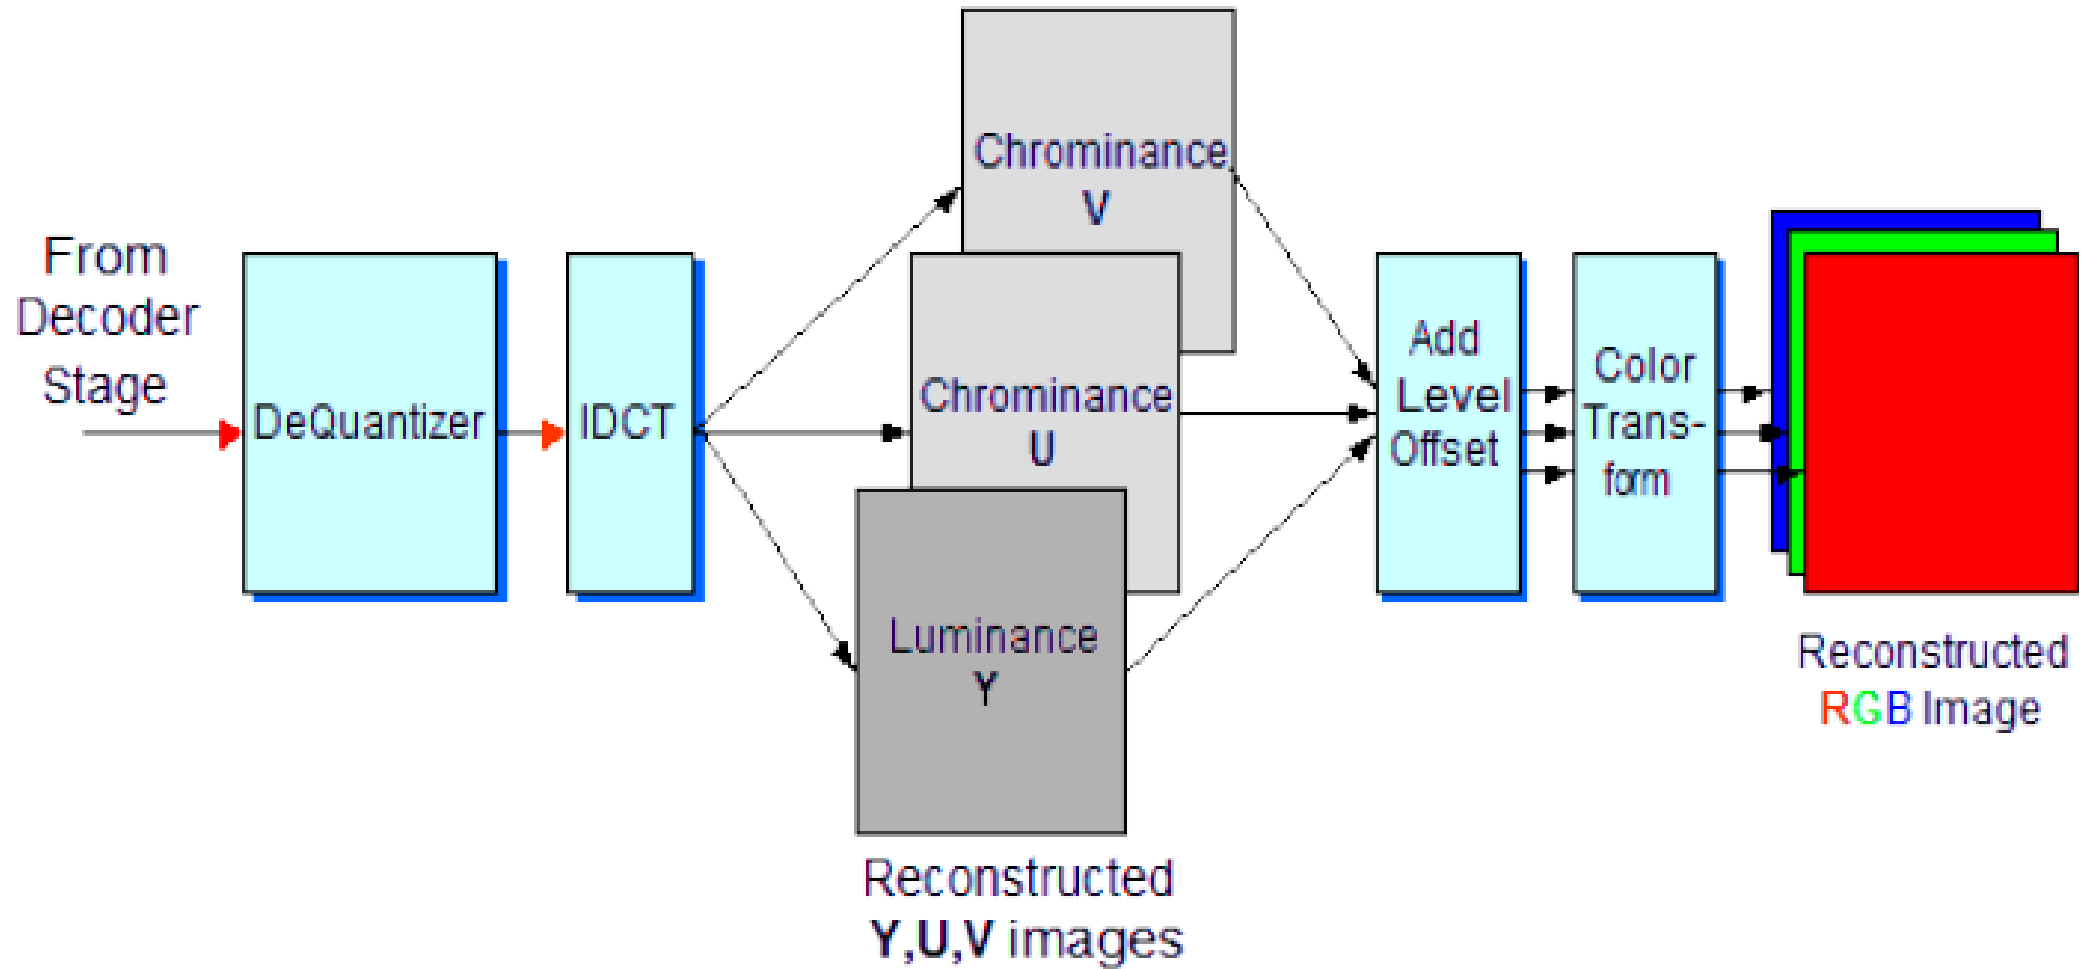 From
Decoder
Stage
DeQuantizer
IDCT
Chrominance
V
Chrominance
U
Luminance
Y
Reconstructed
Y,U,V images
Add
Level
Offset
Color
Trans-
form
Reconstructed
RGB Image